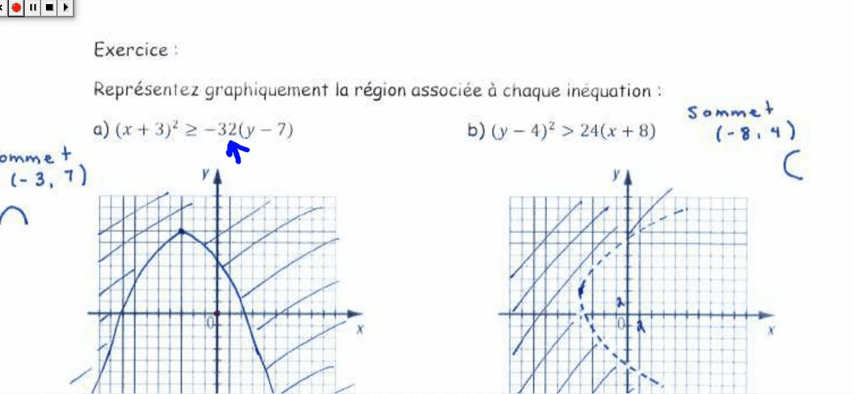 Exercice :
Représentez graphiquement la région associée à chaque inéquation :
a) (x + 3)² ≥ −32(y − 7)
b) (y − 4)² > 24(x + 8)
sommet
(-8, 4)
ommet
(-3, 7)
y
y
2
0
x
0
2
x